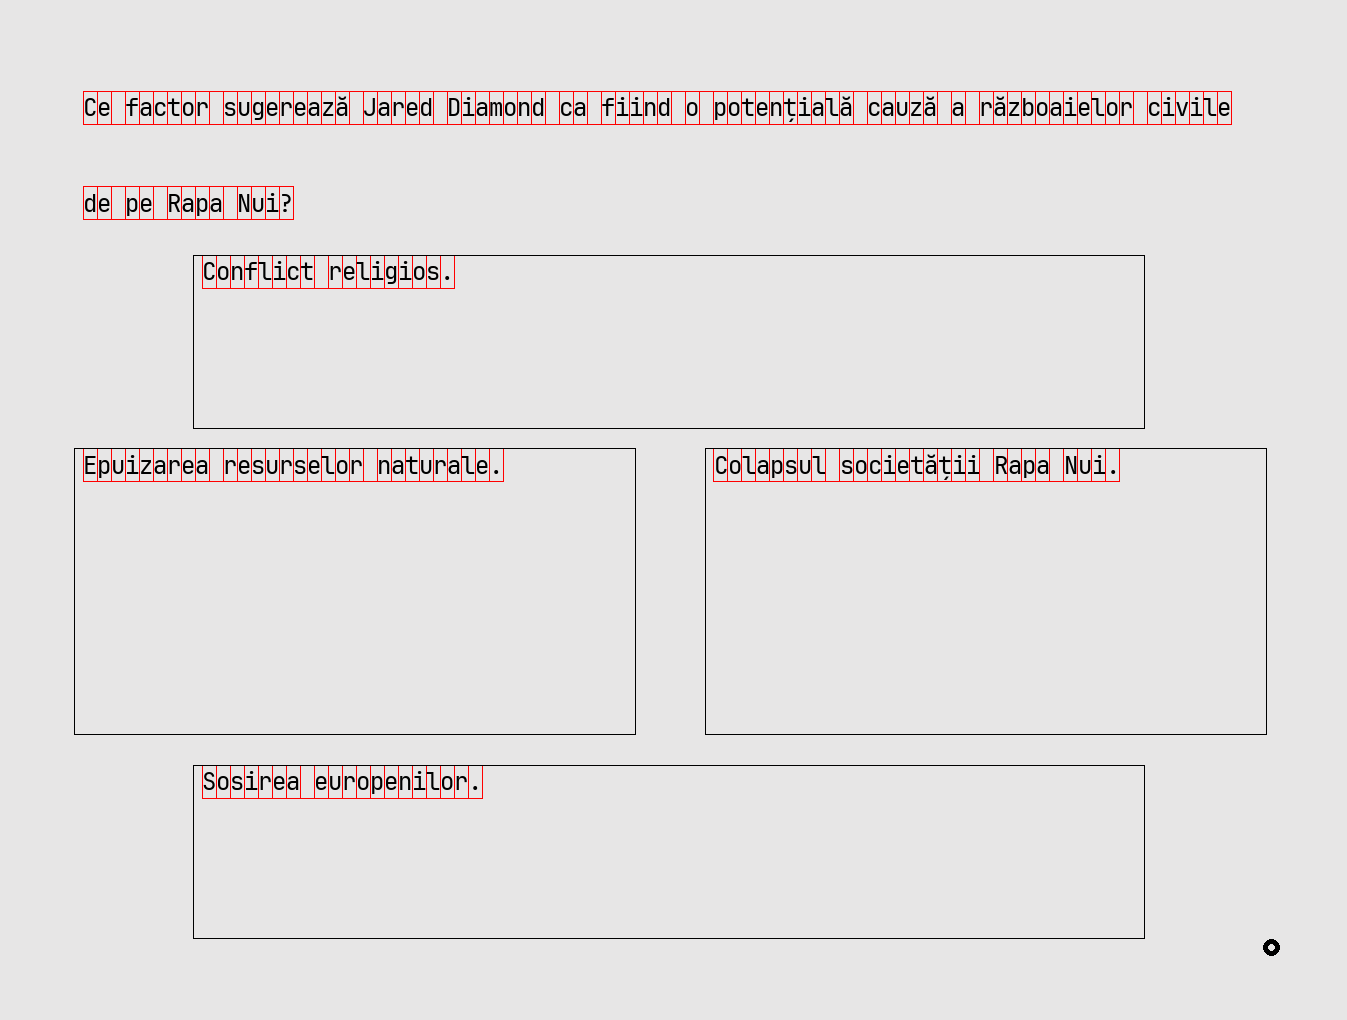 Ce factor sugerează Jared Diamond ca fiind o potențială cauză a războaielor civile
de pe Rapa Nui?
Conflict religios.
Epuizarea resurselor naturale.
Colapsul societății Rapa Nui.
Sosirea europenilor.